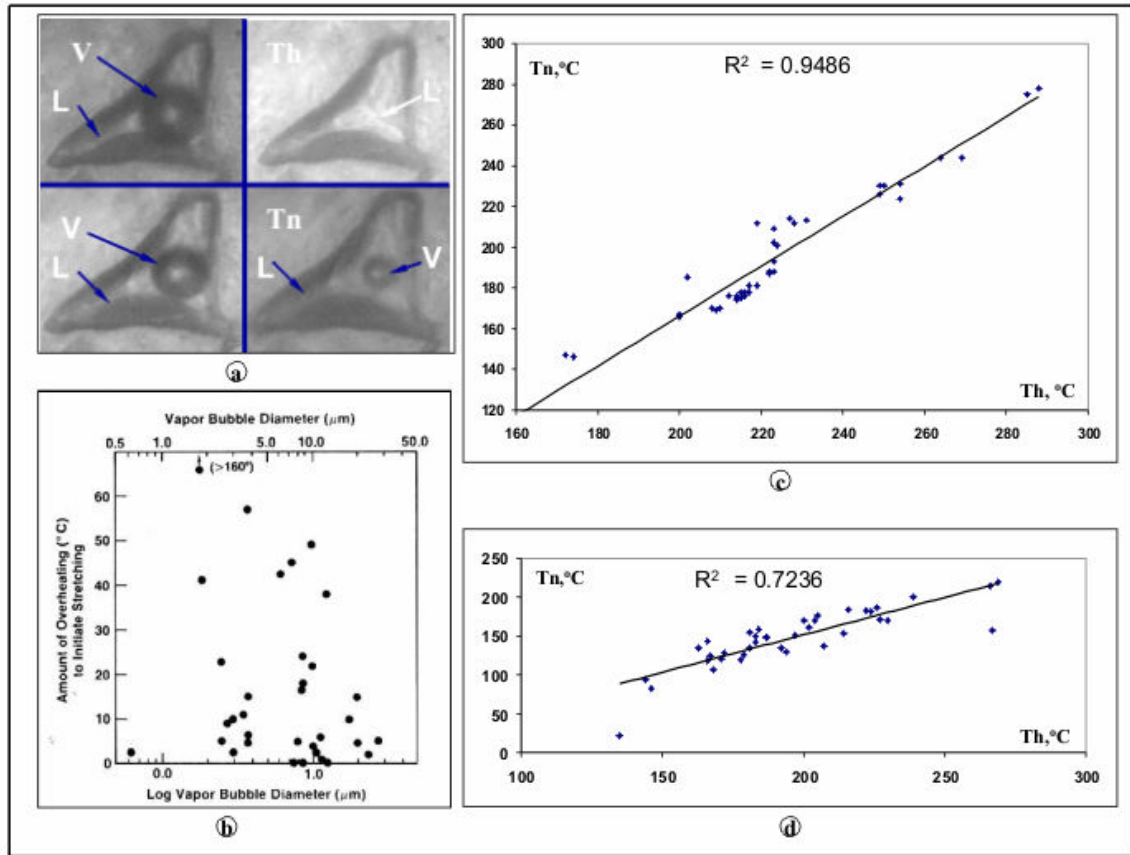 V
L
Th
L
V
L
Tn
L
V
a
Vapor Bubble Diameter (μm)
0.5 1.0 5.0 10.0 50.0
(>160°)
60
50
40
30
20
10
0
Amount of Overheating (°C)
to Initiate Stretching
0.0 1.0
Log Vapor Bubble Diameter (μm)
b
300
280
260
240
220
200
180
160
140
120
Tn,°C
R² = 0.9486
Th, °C
160 180 200 220 240 260 280 300
c
250
200
150
100
50
0
Tn,°C
R² = 0.7236
Th,°C
100 150 200 250 300
d